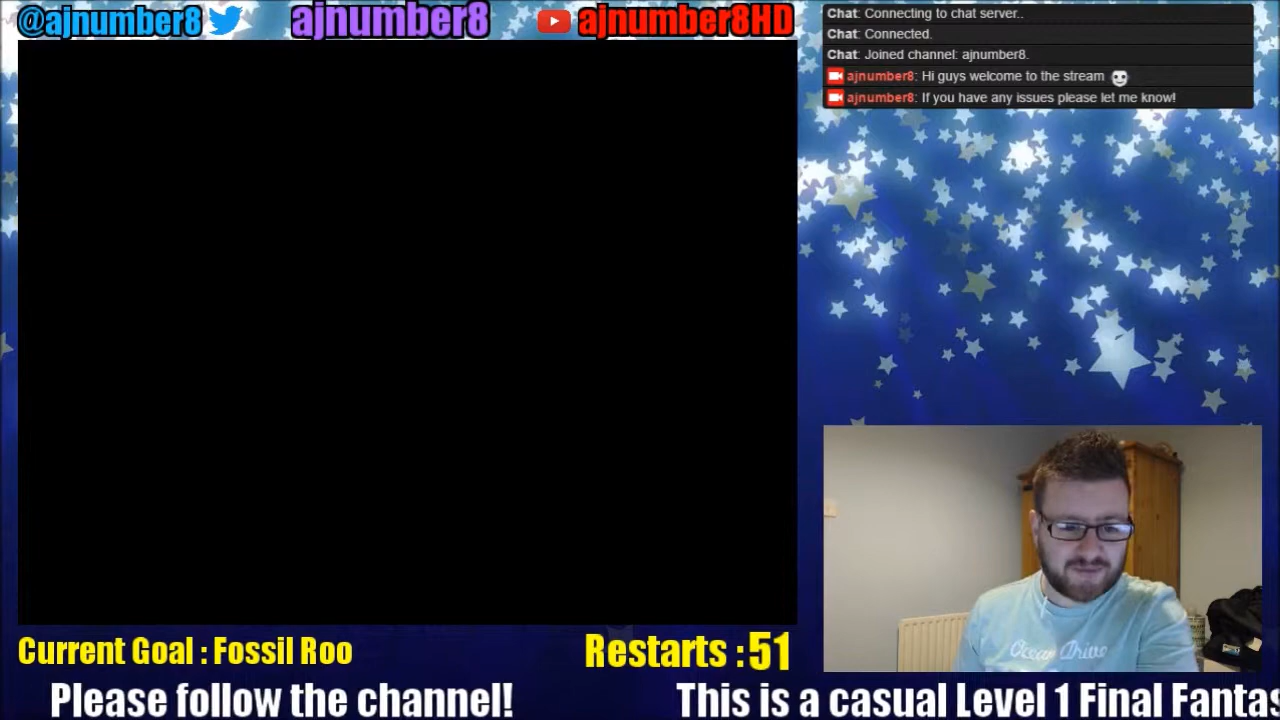 @ajnumber8
ajnumber8
ajnumber8HD
Chat: Connecting to chat server..
Chat: Connected.
Chat: Joined channel: ajnumber8.
ajnumber8: Hi guys welcome to the stream
ajnumber8: If you have any issues please let me know!
Ocean Drive
Current Goal : Fossil Roo
Restarts : 51
Please follow the channel!
This is a casual Level 1 Final Fantas